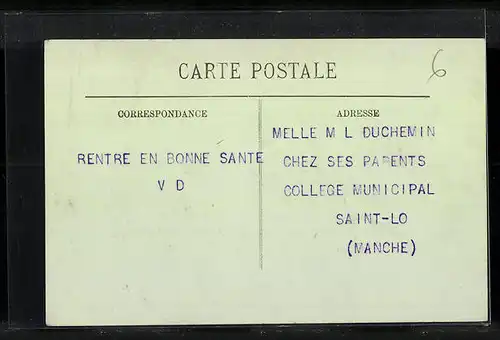 6
CARTE POSTALE
CORRESPONDANCE
ADRESSE
RENTRE EN BONNE SANTE
V D
MELLE M L DUCHEMIN
CHEZ SES PARENTS
COLLEGE MUNICIPAL
SAINT-LO
(MANCHE)